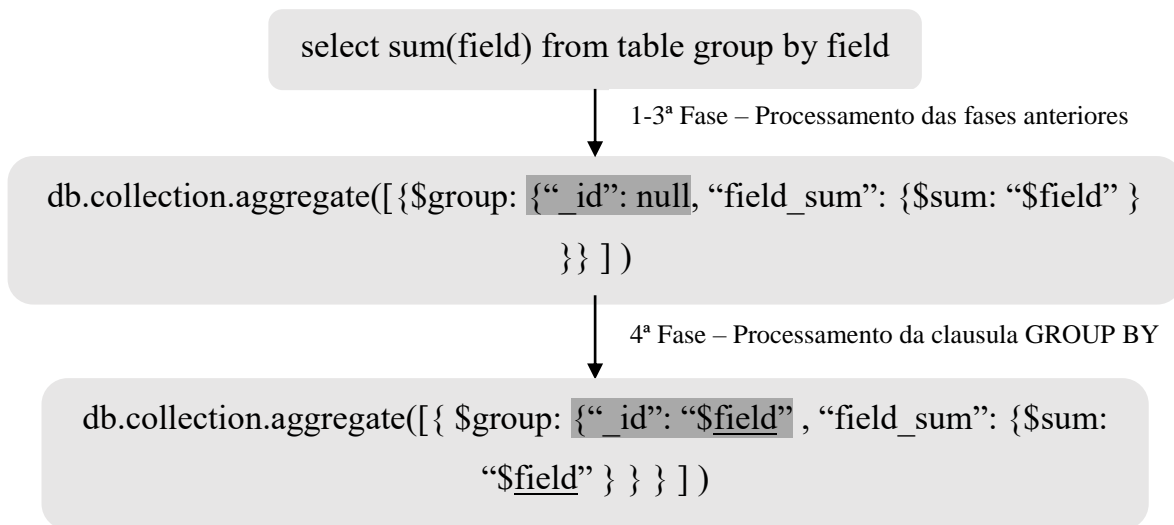 select sum(field) from table group by field
1-3ª Fase – Processamento das fases anteriores
db.collection.aggregate([{$group: {“_id”: null, “field_sum”: {$sum: “$field” }
}} ] )
4ª Fase – Processamento da clausula GROUP BY
db.collection.aggregate([{ $group: {“_id”: “$field” , “field_sum”: {$sum:
“$field” } } } ] )